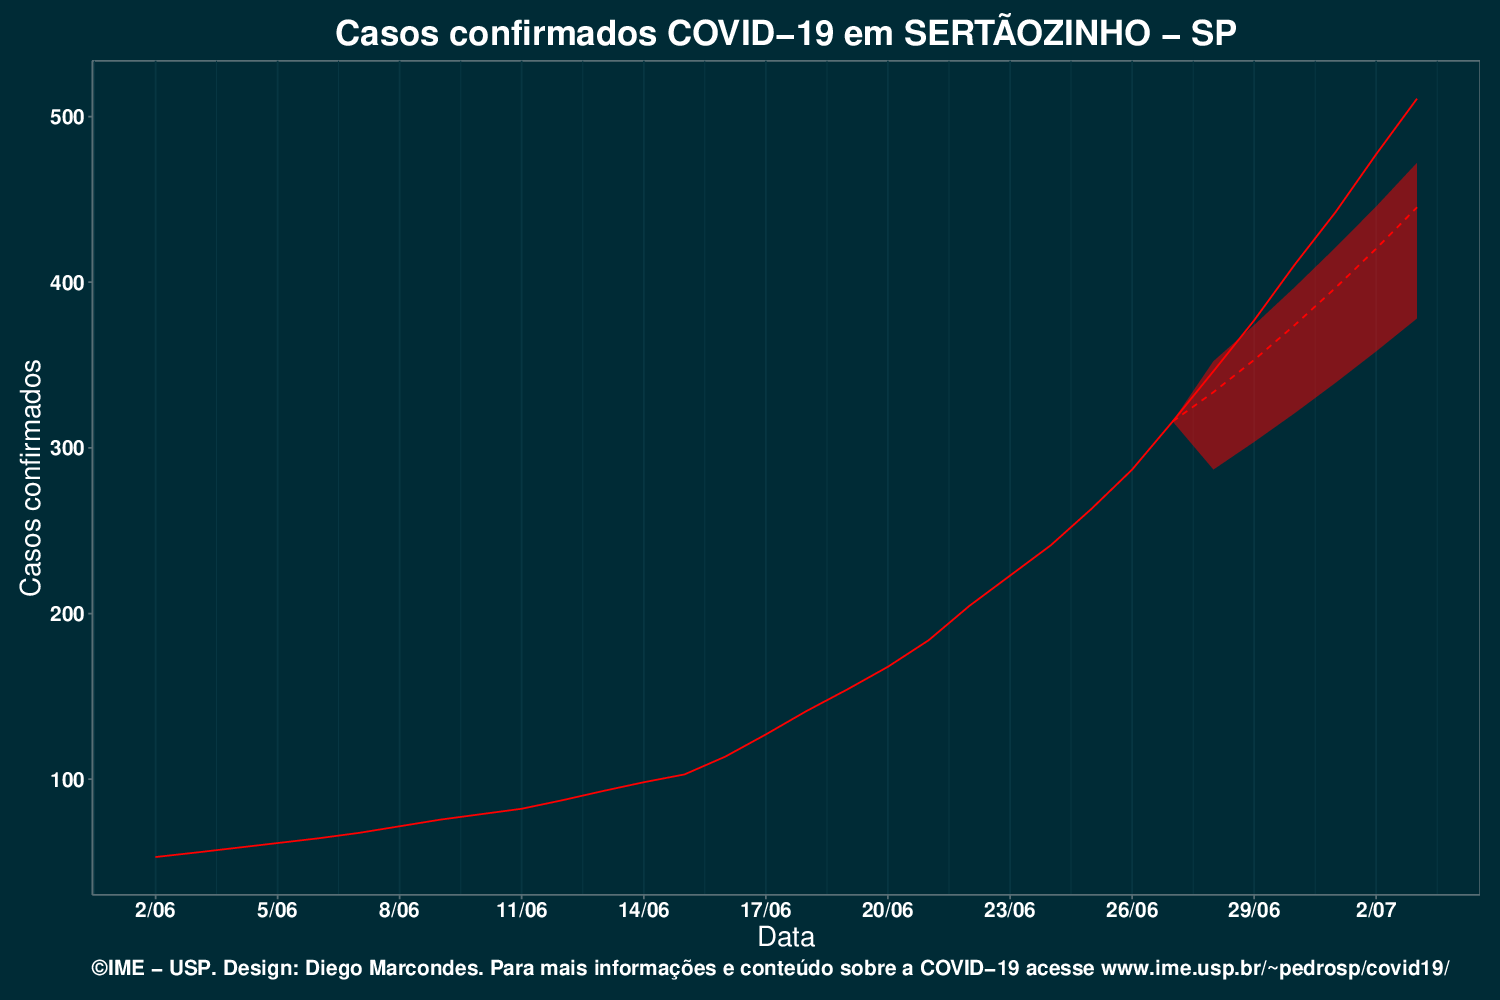 Casos confirmados COVID−19 em SERTÃOZINHO − SP
500
400
300
200
100
Casos confirmados
2/06 5/06 8/06 11/06 14/06 17/06 20/06 23/06 26/06 29/06 2/07
Data
©IME − USP. Design: Diego Marcondes. Para mais informações e conteúdo sobre a COVID−19 acesse www.ime.usp.br/~pedrosp/covid19/